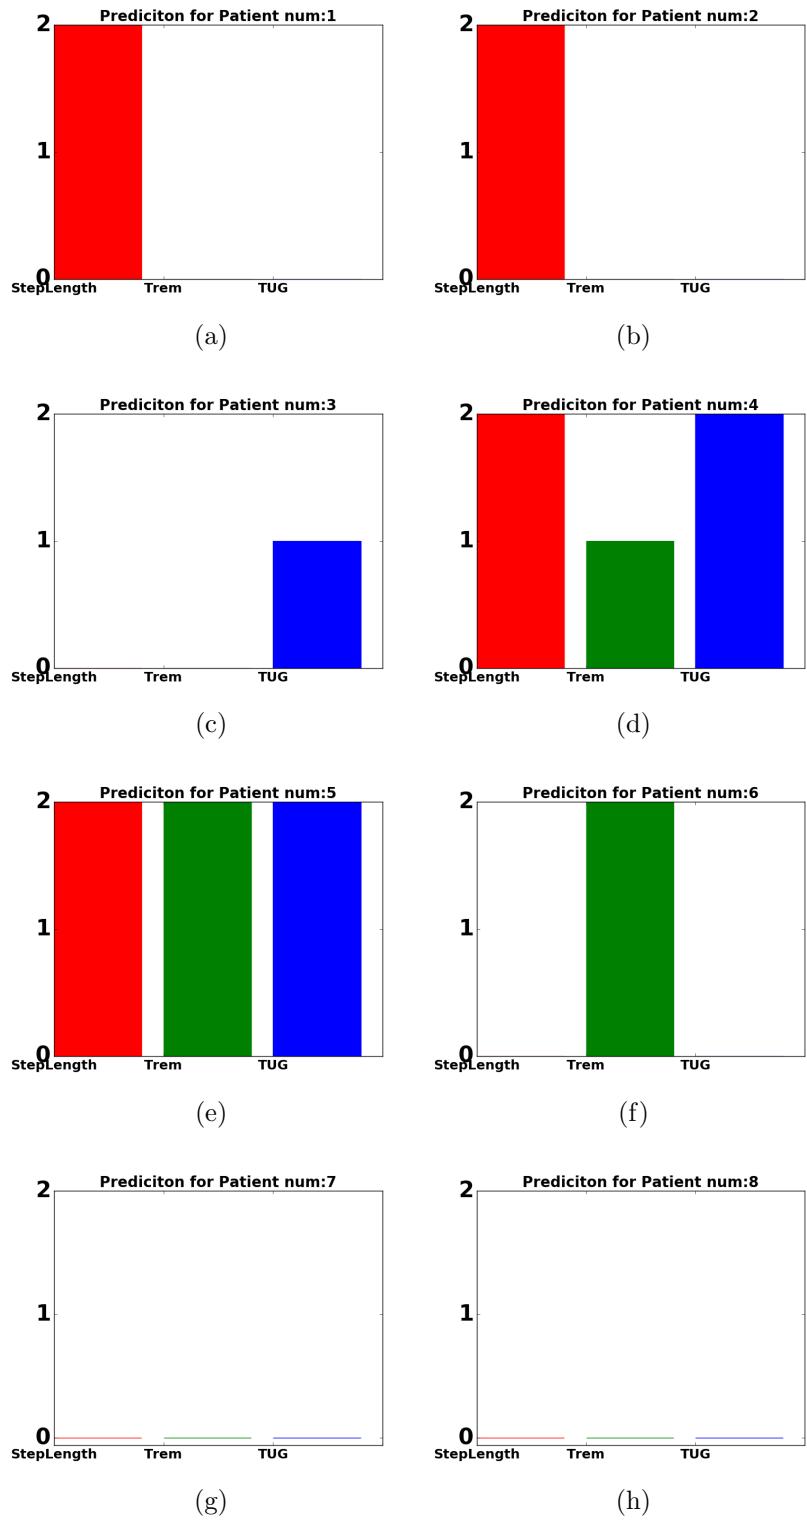 Prediciton for Patient num:1
2
1
0
StepLength Trem TUG
(a)
Prediciton for Patient num:2
2
1
0
StepLength Trem TUG
(b)
Prediciton for Patient num:3
2
1
0
StepLength Trem TUG
(c)
Prediciton for Patient num:4
2
1
0
StepLength Trem TUG
(d)
Prediciton for Patient num:5
2
1
0
StepLength Trem TUG
(e)
Prediciton for Patient num:6
2
1
0
StepLength Trem TUG
(f)
Prediciton for Patient num:7
2
1
0
StepLength Trem TUG
(g)
Prediciton for Patient num:8
2
1
0
StepLength Trem TUG
(h)